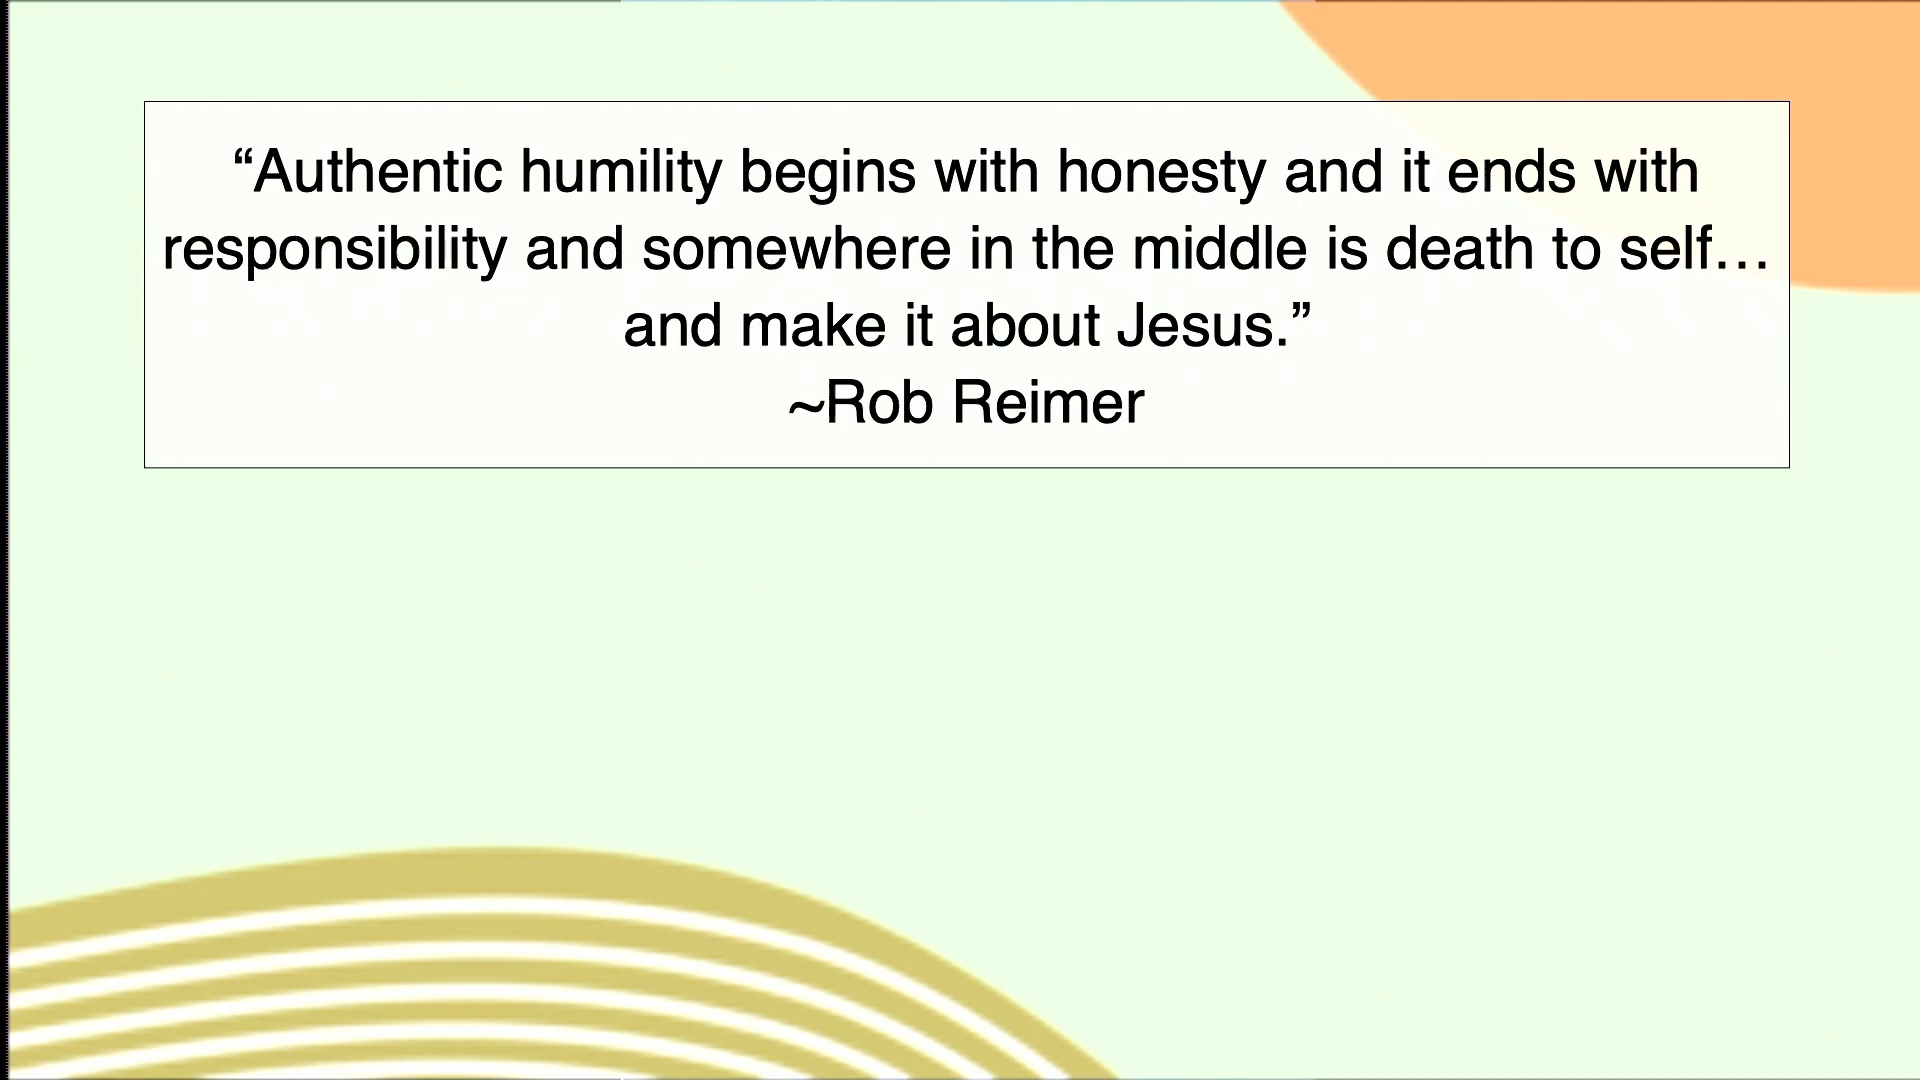 “Authentic humility begins with honesty and it ends with
responsibility and somewhere in the middle is death to self…
and make it about Jesus.”
~Rob Reimer